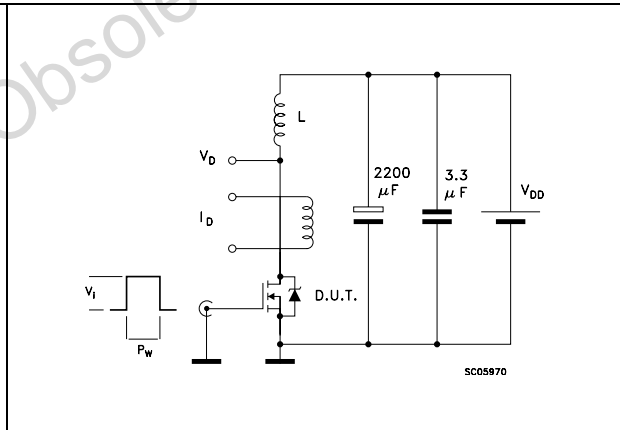 Obsole
L
V_D
2200
μF
3.3
μF
V_DD
I_D
V_i
D.U.T.
P_W
SC05970